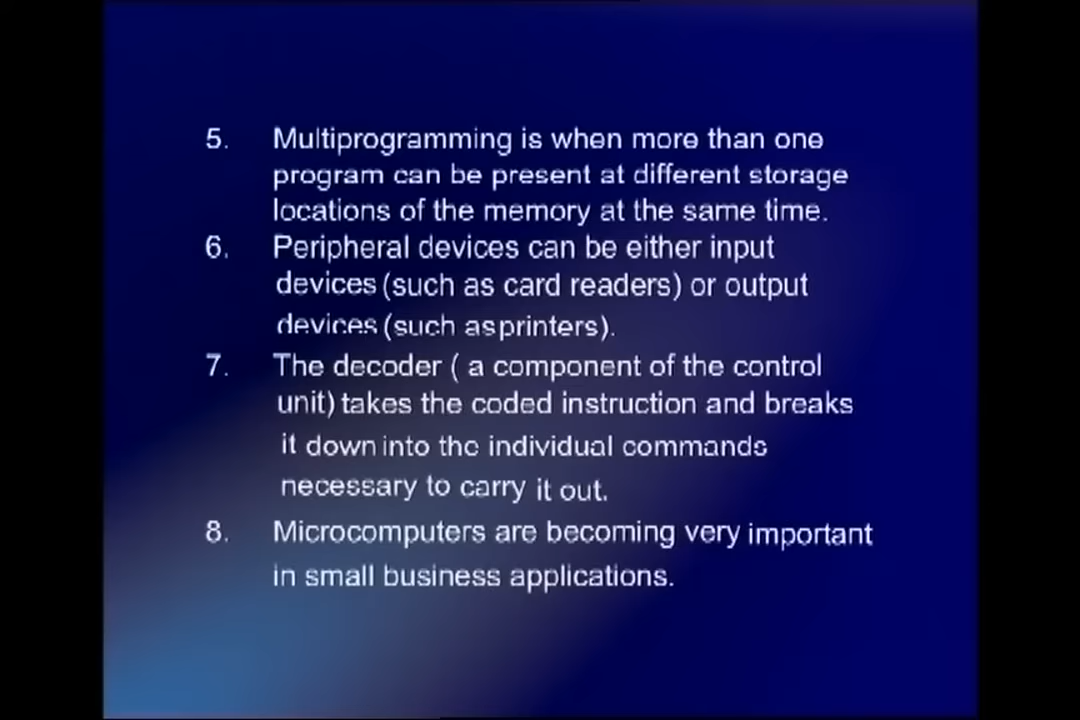 5. Multiprogramming is when more than one
program can be present at different storage
locations of the memory at the same time.
6. Peripheral devices can be either input
devices (such as card readers) or output
devices (such as printers).
7. The decoder ( a component of the control
unit) takes the coded instruction and breaks
it down into the individual commands
necessary to carry it out.
8. Microcomputers are becoming very important
in small business applications.